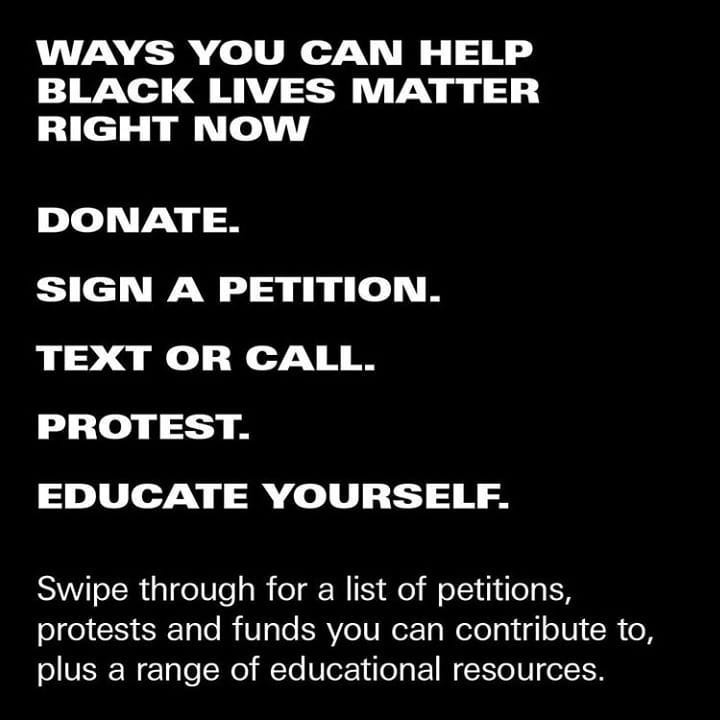 WAYS YOU CAN HELP
BLACK LIVES MATTER
RIGHT NOW
DONATE.
SIGN A PETITION.
TEXT OR CALL.
PROTEST.
EDUCATE YOURSELF.
Swipe through for a list of petitions,
protests and funds you can contribute to,
plus a range of educational resources.